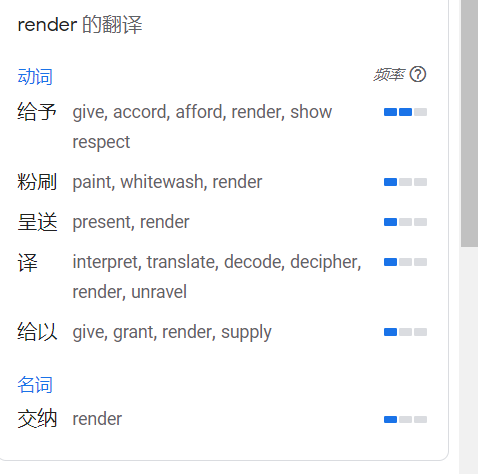 render 的翻译
动词 频率
给予 give, accord, afford, render, show
respect
粉刷 paint, whitewash, render
呈送 present, render
译 interpret, translate, decode, decipher,
render, unravel
给以 give, grant, render, supply
名词
交纳 render